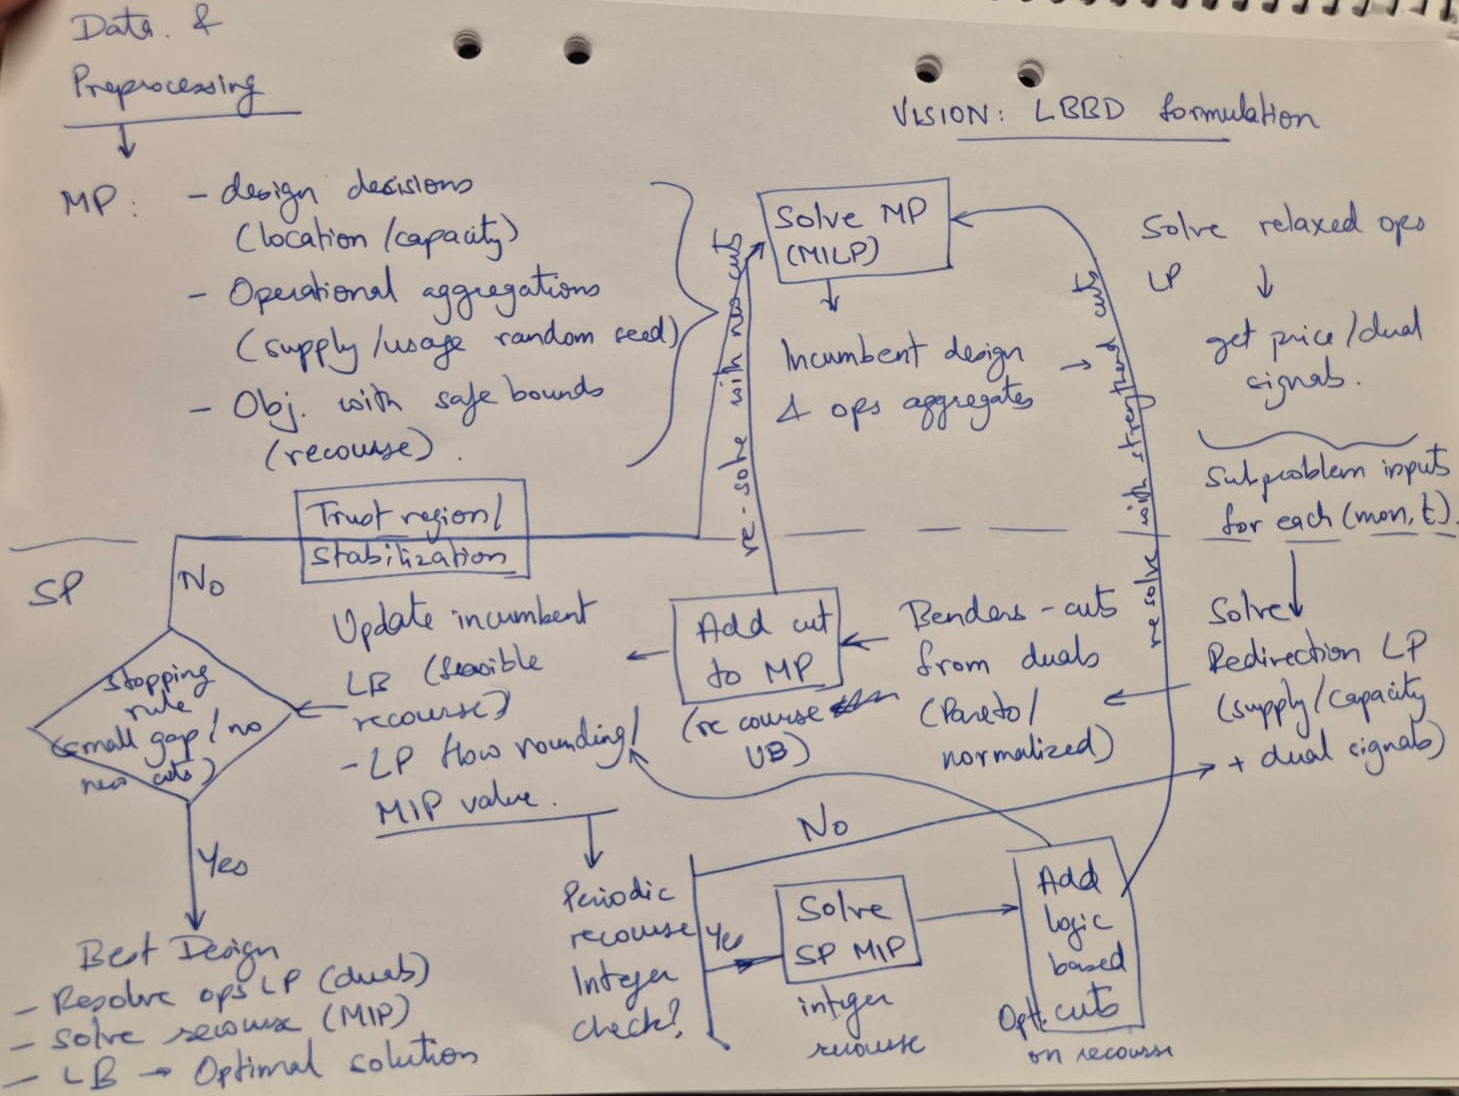 Data &
Preprocessing
VISION: LBBD formulation
MP:
- design decisions
(location/capacity)
- Operational aggregations
(supply/usage random seed)
- Obj. with safe bounds
(recourse).
Solve MP
(MILP)
Incumbent design
& ops aggregates
re-solve with new cuts
re solve with strengthened cuts
Solve relaxed ops
LP
get price/dual
signals.
Subproblem inputs
for each (mon, t).
Trust region/
Stabilization
SP
No
stopping
rule
(small gap/no
new cuts)
Yes
Update incumbent
LB (feasible
recourse)
- LP flow rounding/
MIP value.
Add cut
to MP
(recourse
UB)
Benders-cuts
from duals
(Pareto/
normalized)
Solve
Redirection LP
(supply/capacity
+ dual signals)
No
Periodic
recourse
Integer
check?
Yes
Solve
SP MIP
integer
recourse
Add
logic
based
Opt. cuts
on recourse
Best Design
- Resolve ops LP (duals)
- Solve recourse (MIP)
- LB → Optimal solution